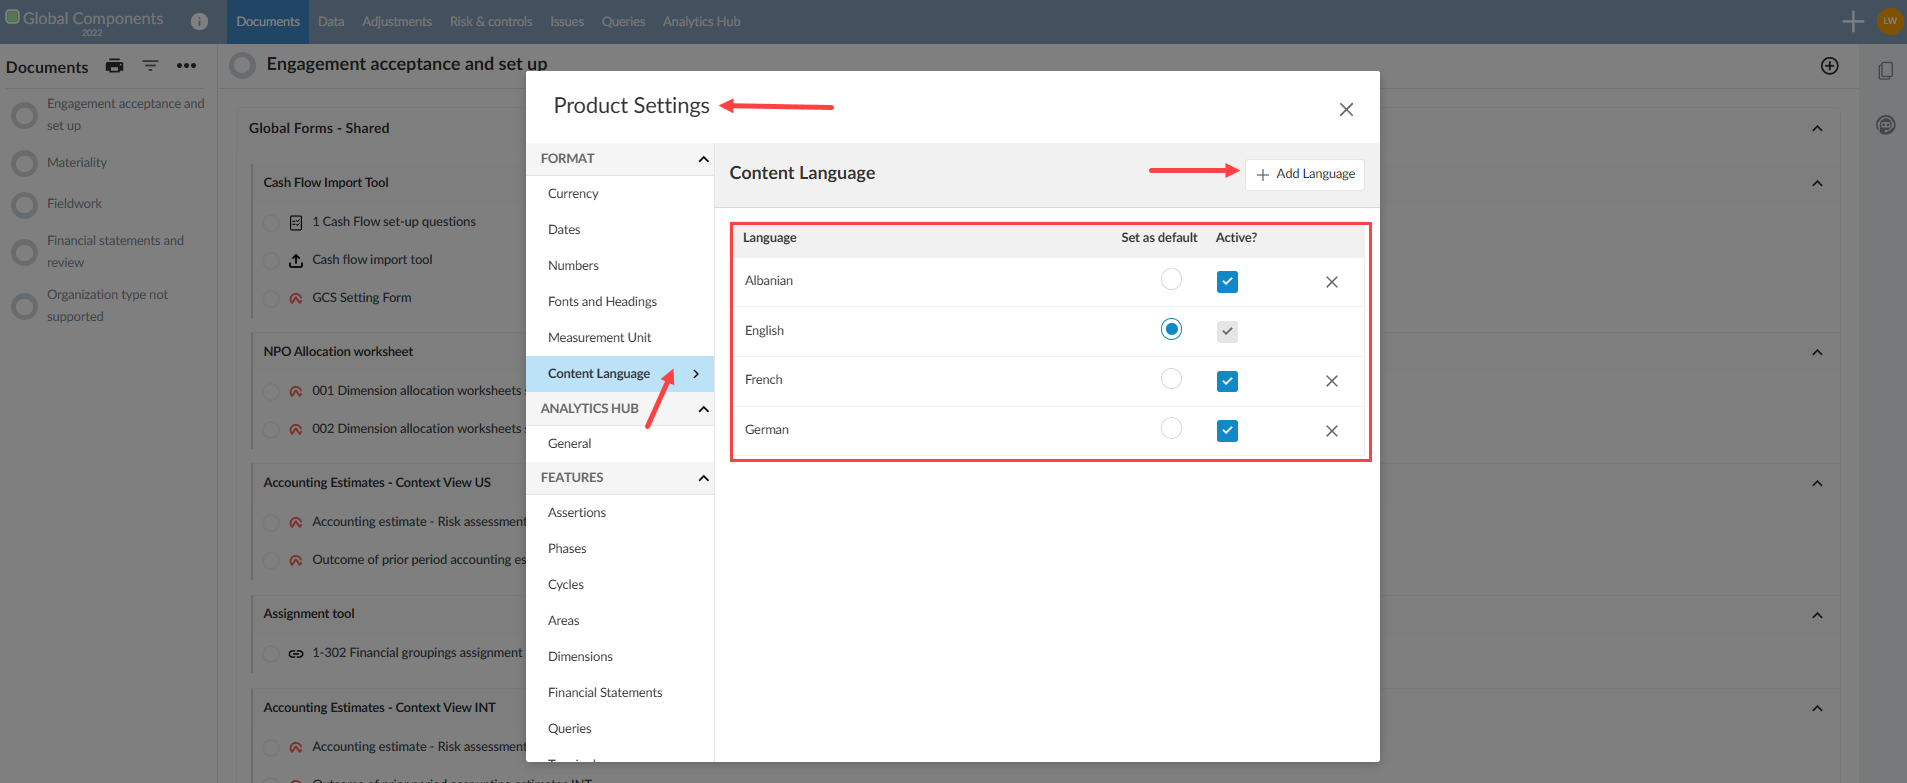 Global Components
2022
i
Documents
Data
Adjustments
Risk & controls
Issues
Queries
Analytics Hub
LW
Documents
Engagement acceptance and
set up
Materiality
Fieldwork
Financial statements and
review
Organization type not
supported
Engagement acceptance and set up
Global Forms - Shared
Cash Flow Import Tool
1 Cash Flow set-up questions
Cash flow import tool
GCS Setting Form
NPO Allocation worksheet
001 Dimension allocation worksheets
002 Dimension allocation worksheets
Accounting Estimates - Context View US
Accounting estimate - Risk assessment
Outcome of prior period accounting es
Assignment tool
1-302 Financial groupings assignment
Accounting Estimates - Context View INT
Accounting estimate - Risk assessment
Product Settings
FORMAT
Currency
Dates
Numbers
Fonts and Headings
Measurement Unit
Content Language
ANALYTICS HUB
General
FEATURES
Assertions
Phases
Cycles
Areas
Dimensions
Financial Statements
Queries
Content Language
Add Language
Language Set as default Active?
Albanian
English
French
German